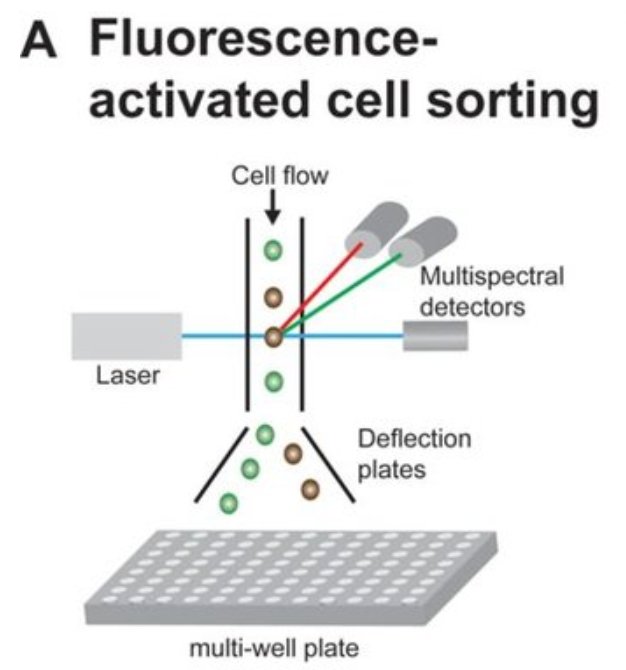 A Fluorescence-
activated cell sorting
Cell flow
Multispectral
detectors
Laser
Deflection
plates
multi-well plate